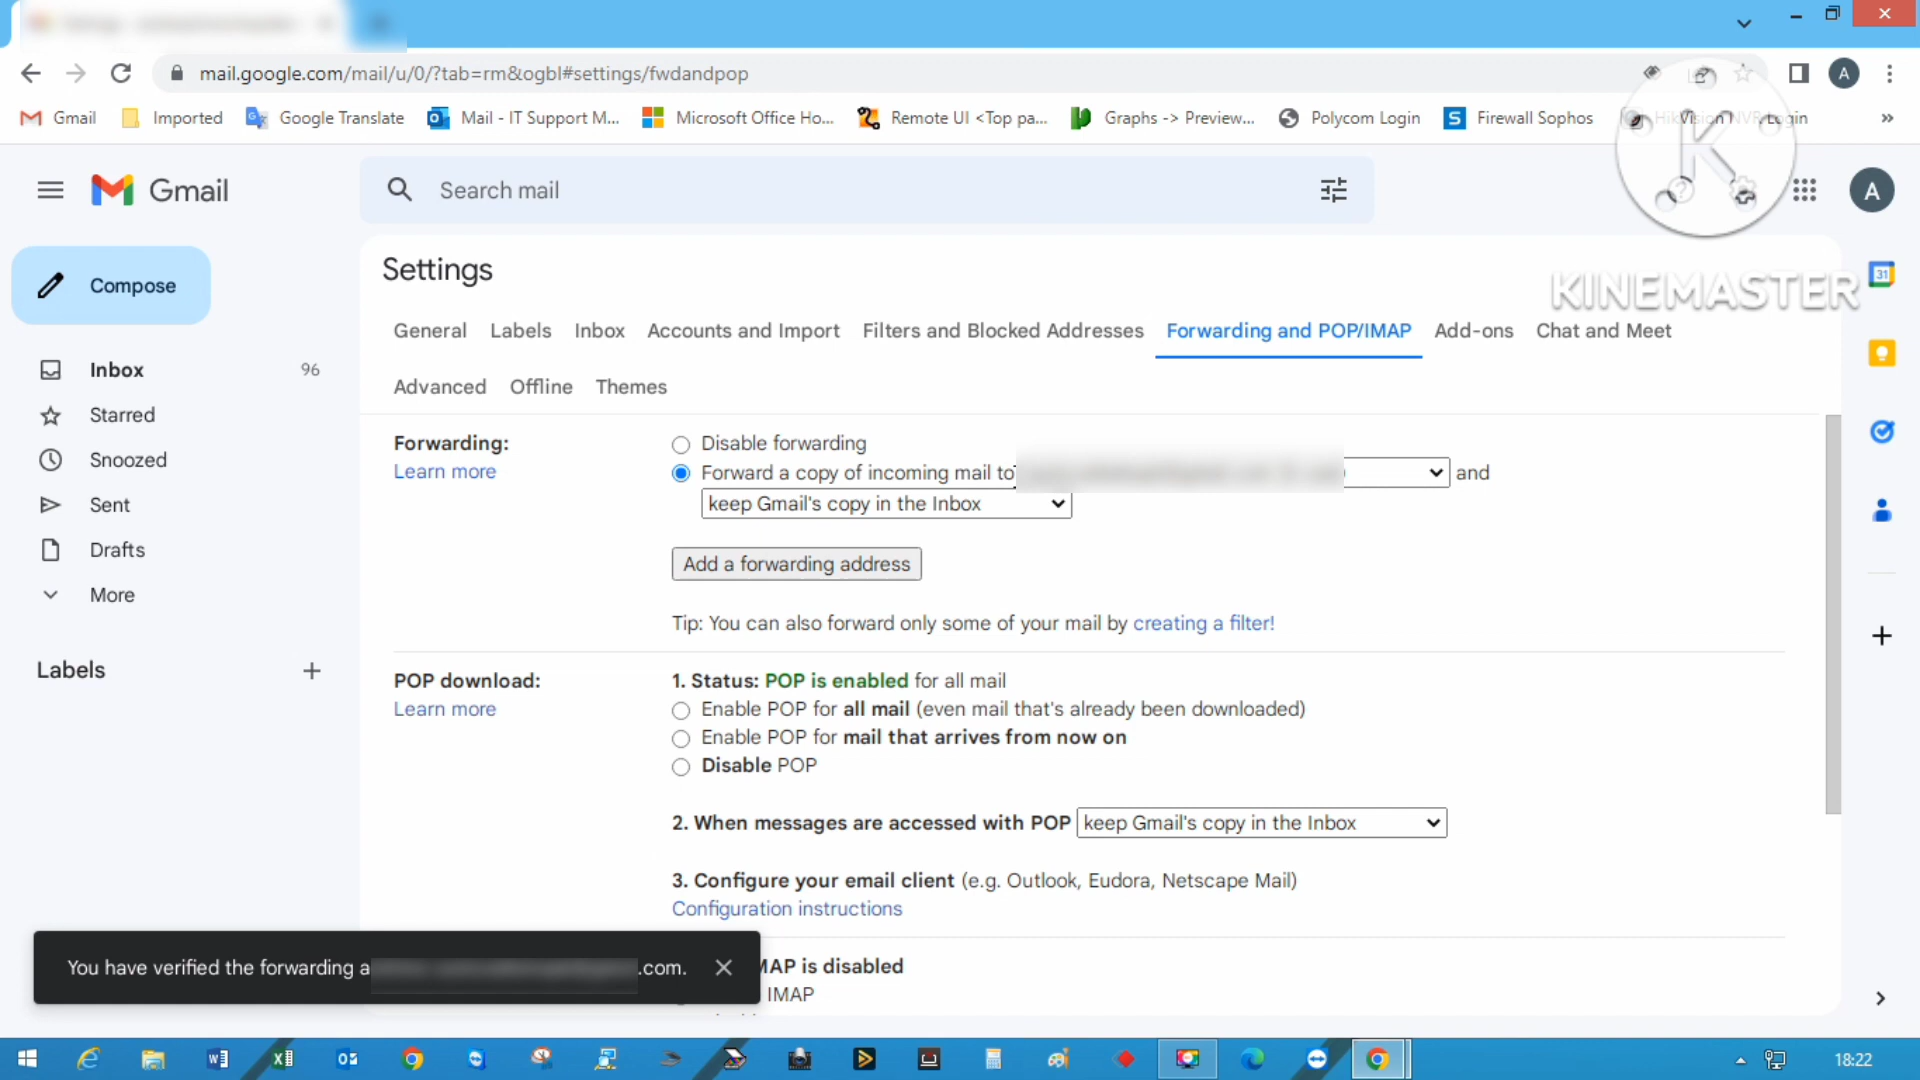 mail.google.com/mail/u/0/?tab=rm&ogbl#settings/fwdandpop
A
Gmail
Imported
Google Translate
Mail - IT Support M...
Microsoft Office Ho...
Remote UI <Top pa...
Graphs -> Preview...
Polycom Login
Firewall Sophos
HikVision NVR Login
»
K
Gmail
Search mail
A
KINEMASTER
31
Compose
Settings
General
Labels
Inbox
Accounts and Import
Filters and Blocked Addresses
Forwarding and POP/IMAP
Add-ons
Chat and Meet
Advanced
Offline
Themes
Inbox
96
Starred
Snoozed
Sent
Drafts
More
Labels
Forwarding:
Learn more
Disable forwarding
Forward a copy of incoming mail to
and
keep Gmail's copy in the Inbox
Add a forwarding address
Tip: You can also forward only some of your mail by creating a filter!
POP download:
Learn more
1. Status: POP is enabled for all mail
Enable POP for all mail (even mail that's already been downloaded)
Enable POP for mail that arrives from now on
Disable POP
2. When messages are accessed with POP
keep Gmail's copy in the Inbox
3. Configure your email client (e.g. Outlook, Eudora, Netscape Mail)
Configuration instructions
MAP is disabled
IMAP
You have verified the forwarding a
.com.
18:22